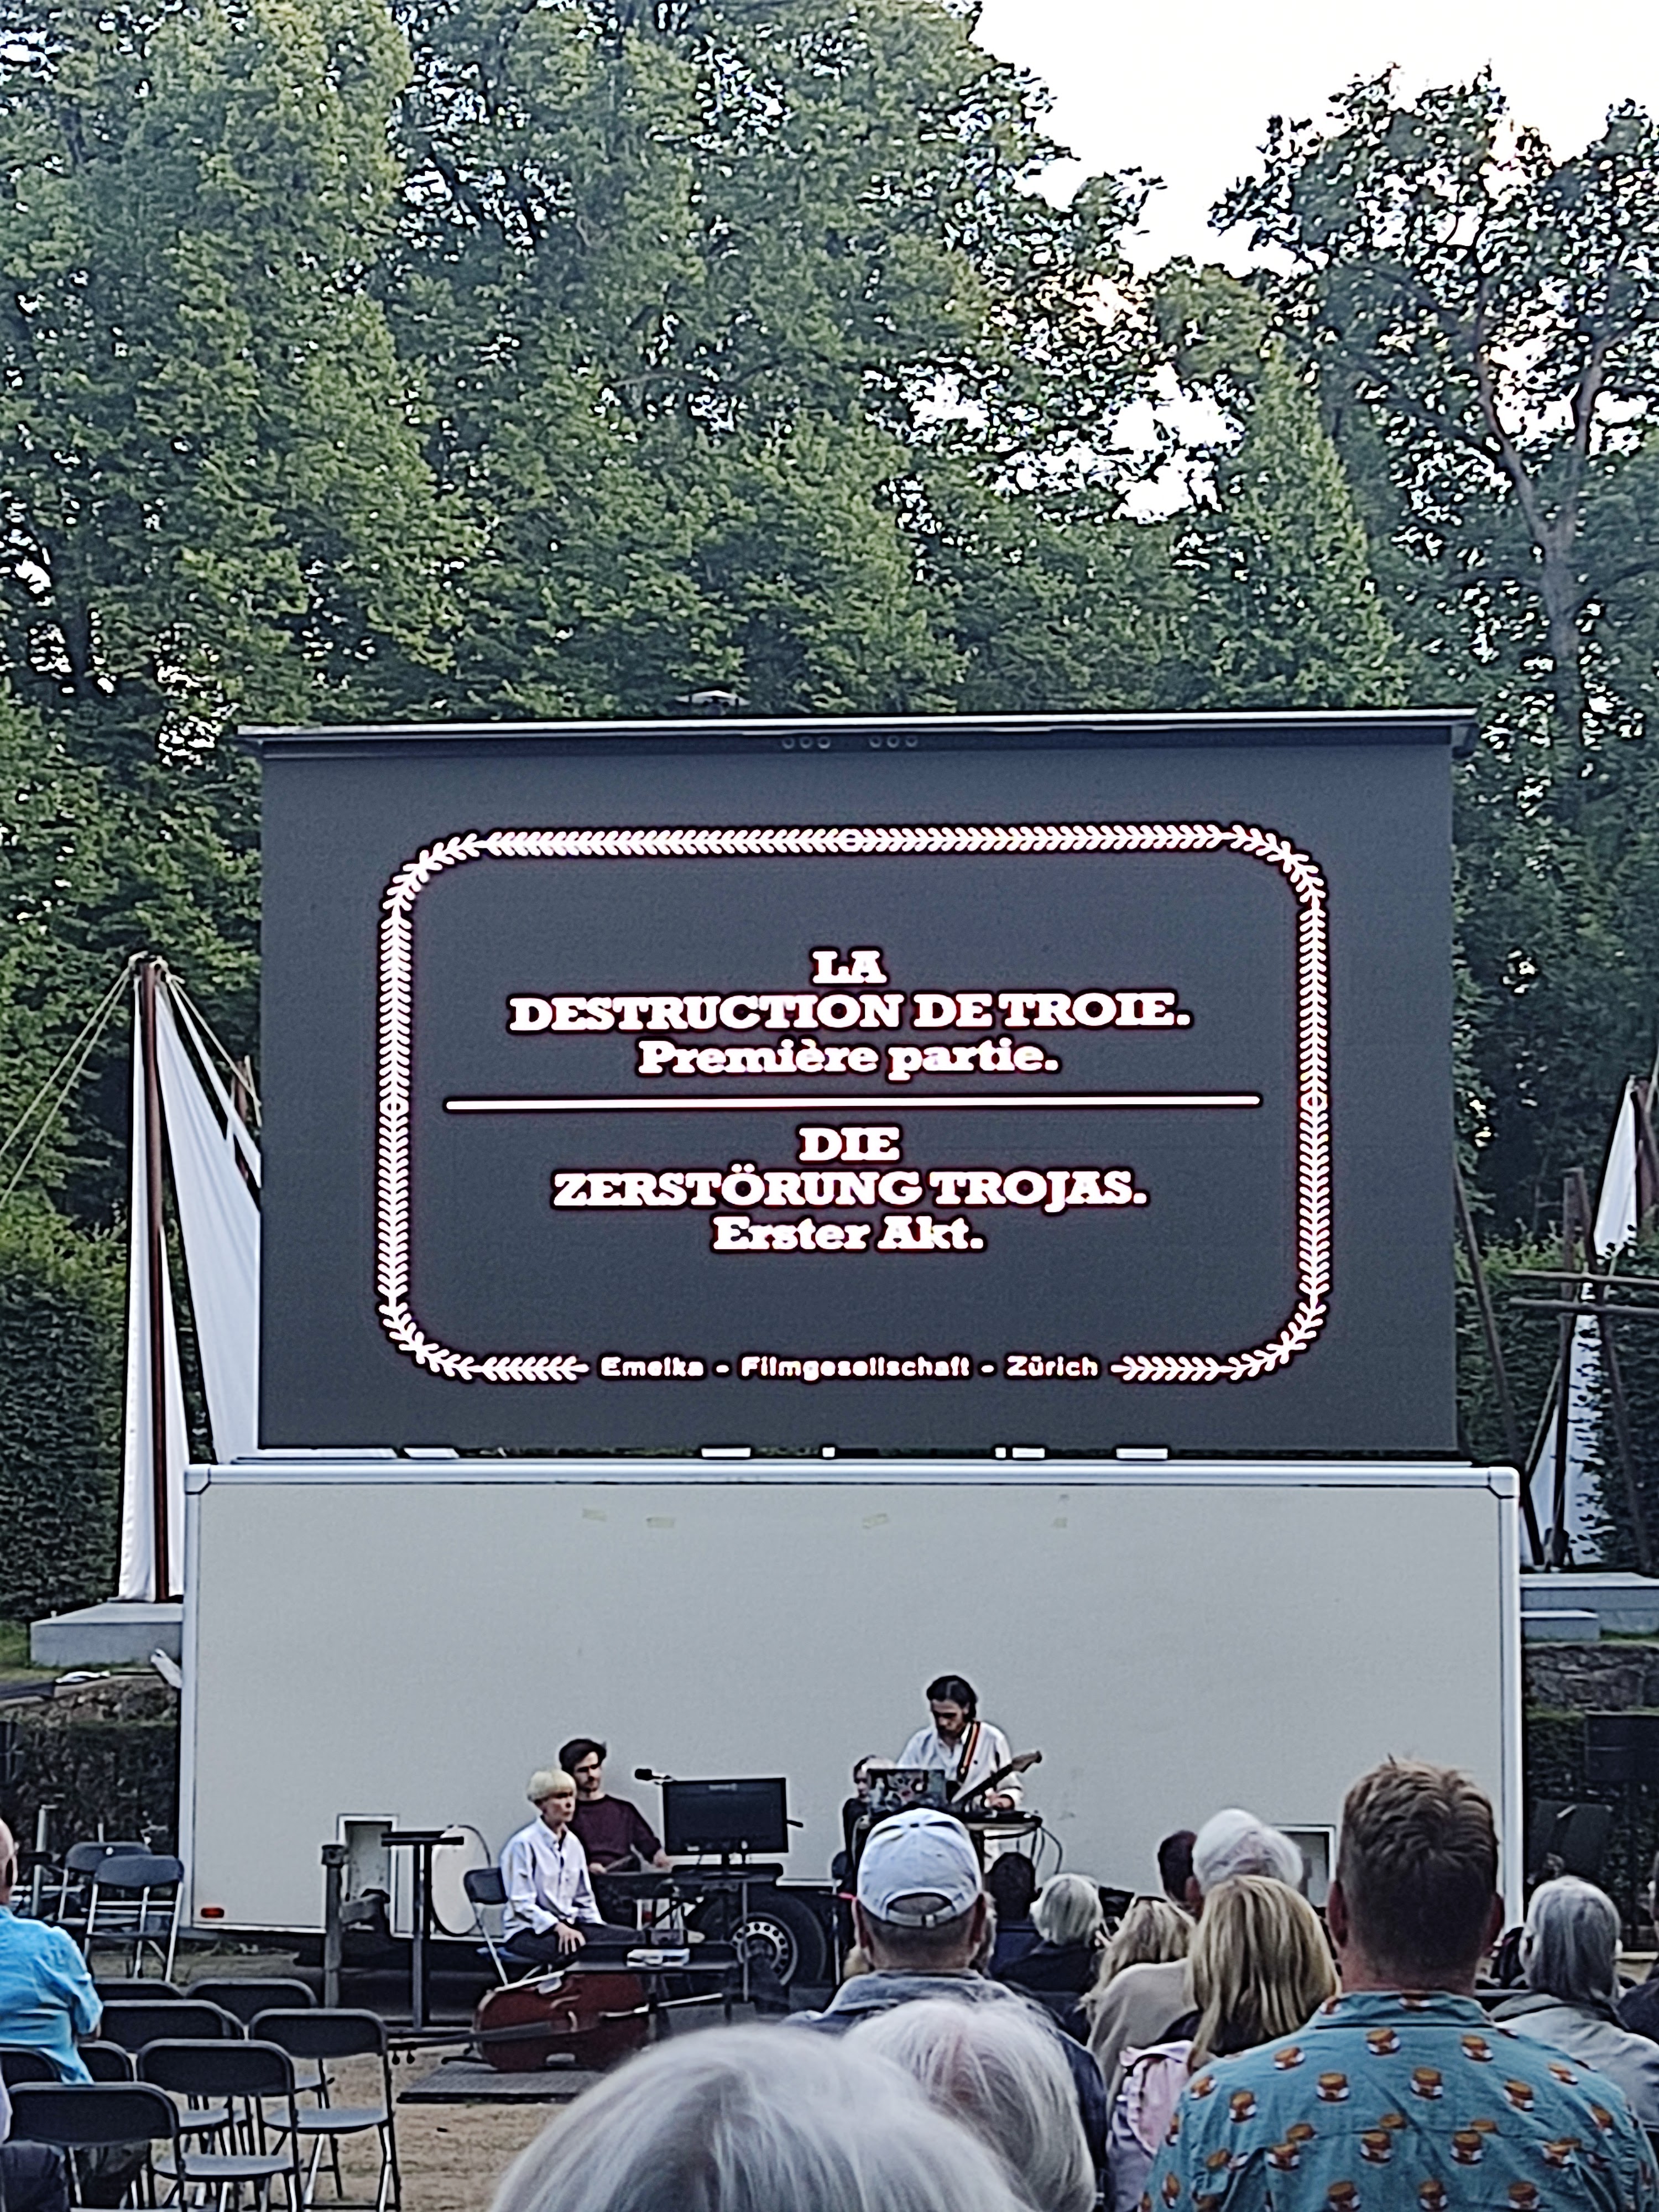 LA
DESTRUCTION DE TROIE.
Première partie.
DIE
ZERSTÖRUNG TROJAS.
Erster Akt.
Emelka - Filmgesellschaft - Zürich